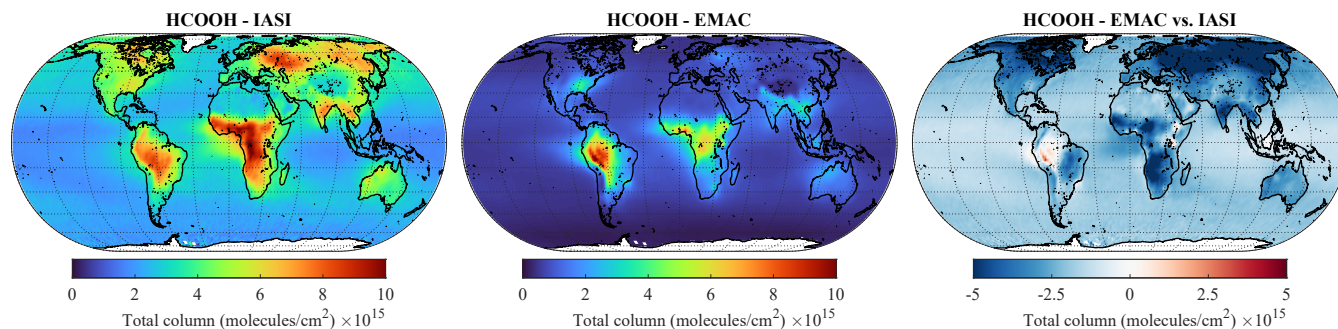 HCOOH - IASI
HCOOH - EMAC
HCOOH - EMAC vs. IASI
0 2 4 6 8 10
Total column (molecules/cm²) ×10¹⁵
0 2 4 6 8 10
Total column (molecules/cm²) ×10¹⁵
-5 -2.5 0 2.5 5
Total column (molecules/cm²) ×10¹⁵